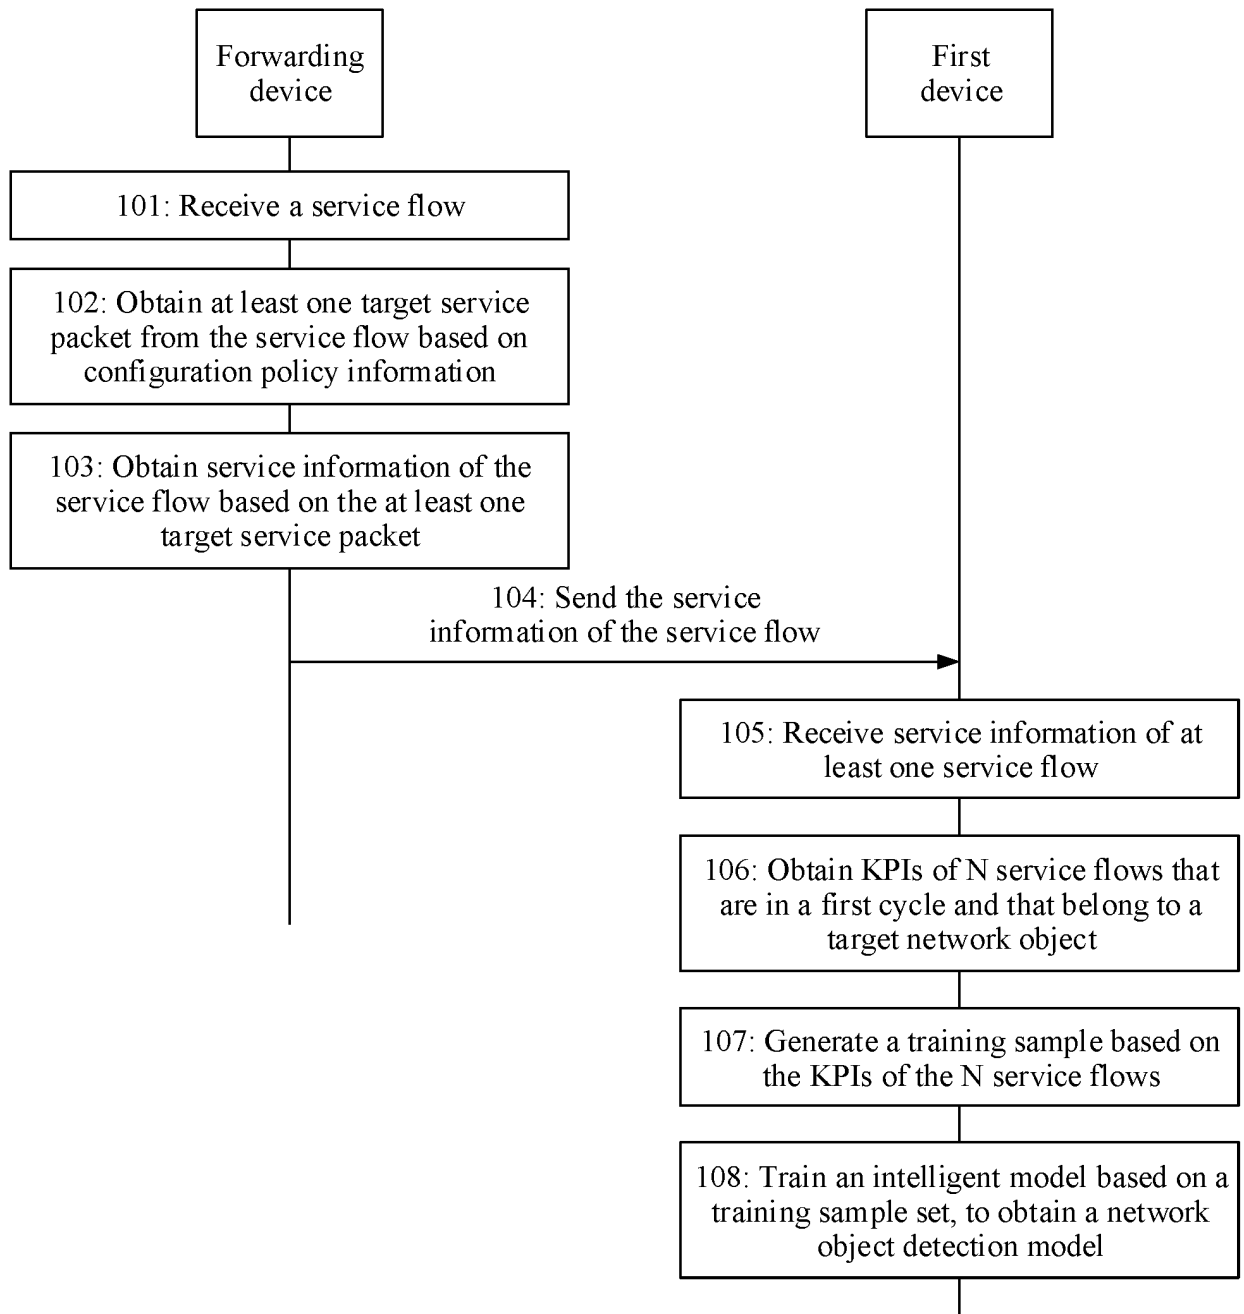 Forwarding
device
First
device
101: Receive a service flow
102: Obtain at least one target service
packet from the service flow based on
configuration policy information
103: Obtain service information of the
service flow based on the at least one
target service packet
104: Send the service
information of the service flow
105: Receive service information of at
least one service flow
106: Obtain KPIs of N service flows that
are in a first cycle and that belong to a
target network object
107: Generate a training sample based on
the KPIs of the N service flows
108: Train an intelligent model based on a
training sample set, to obtain a network
object detection model